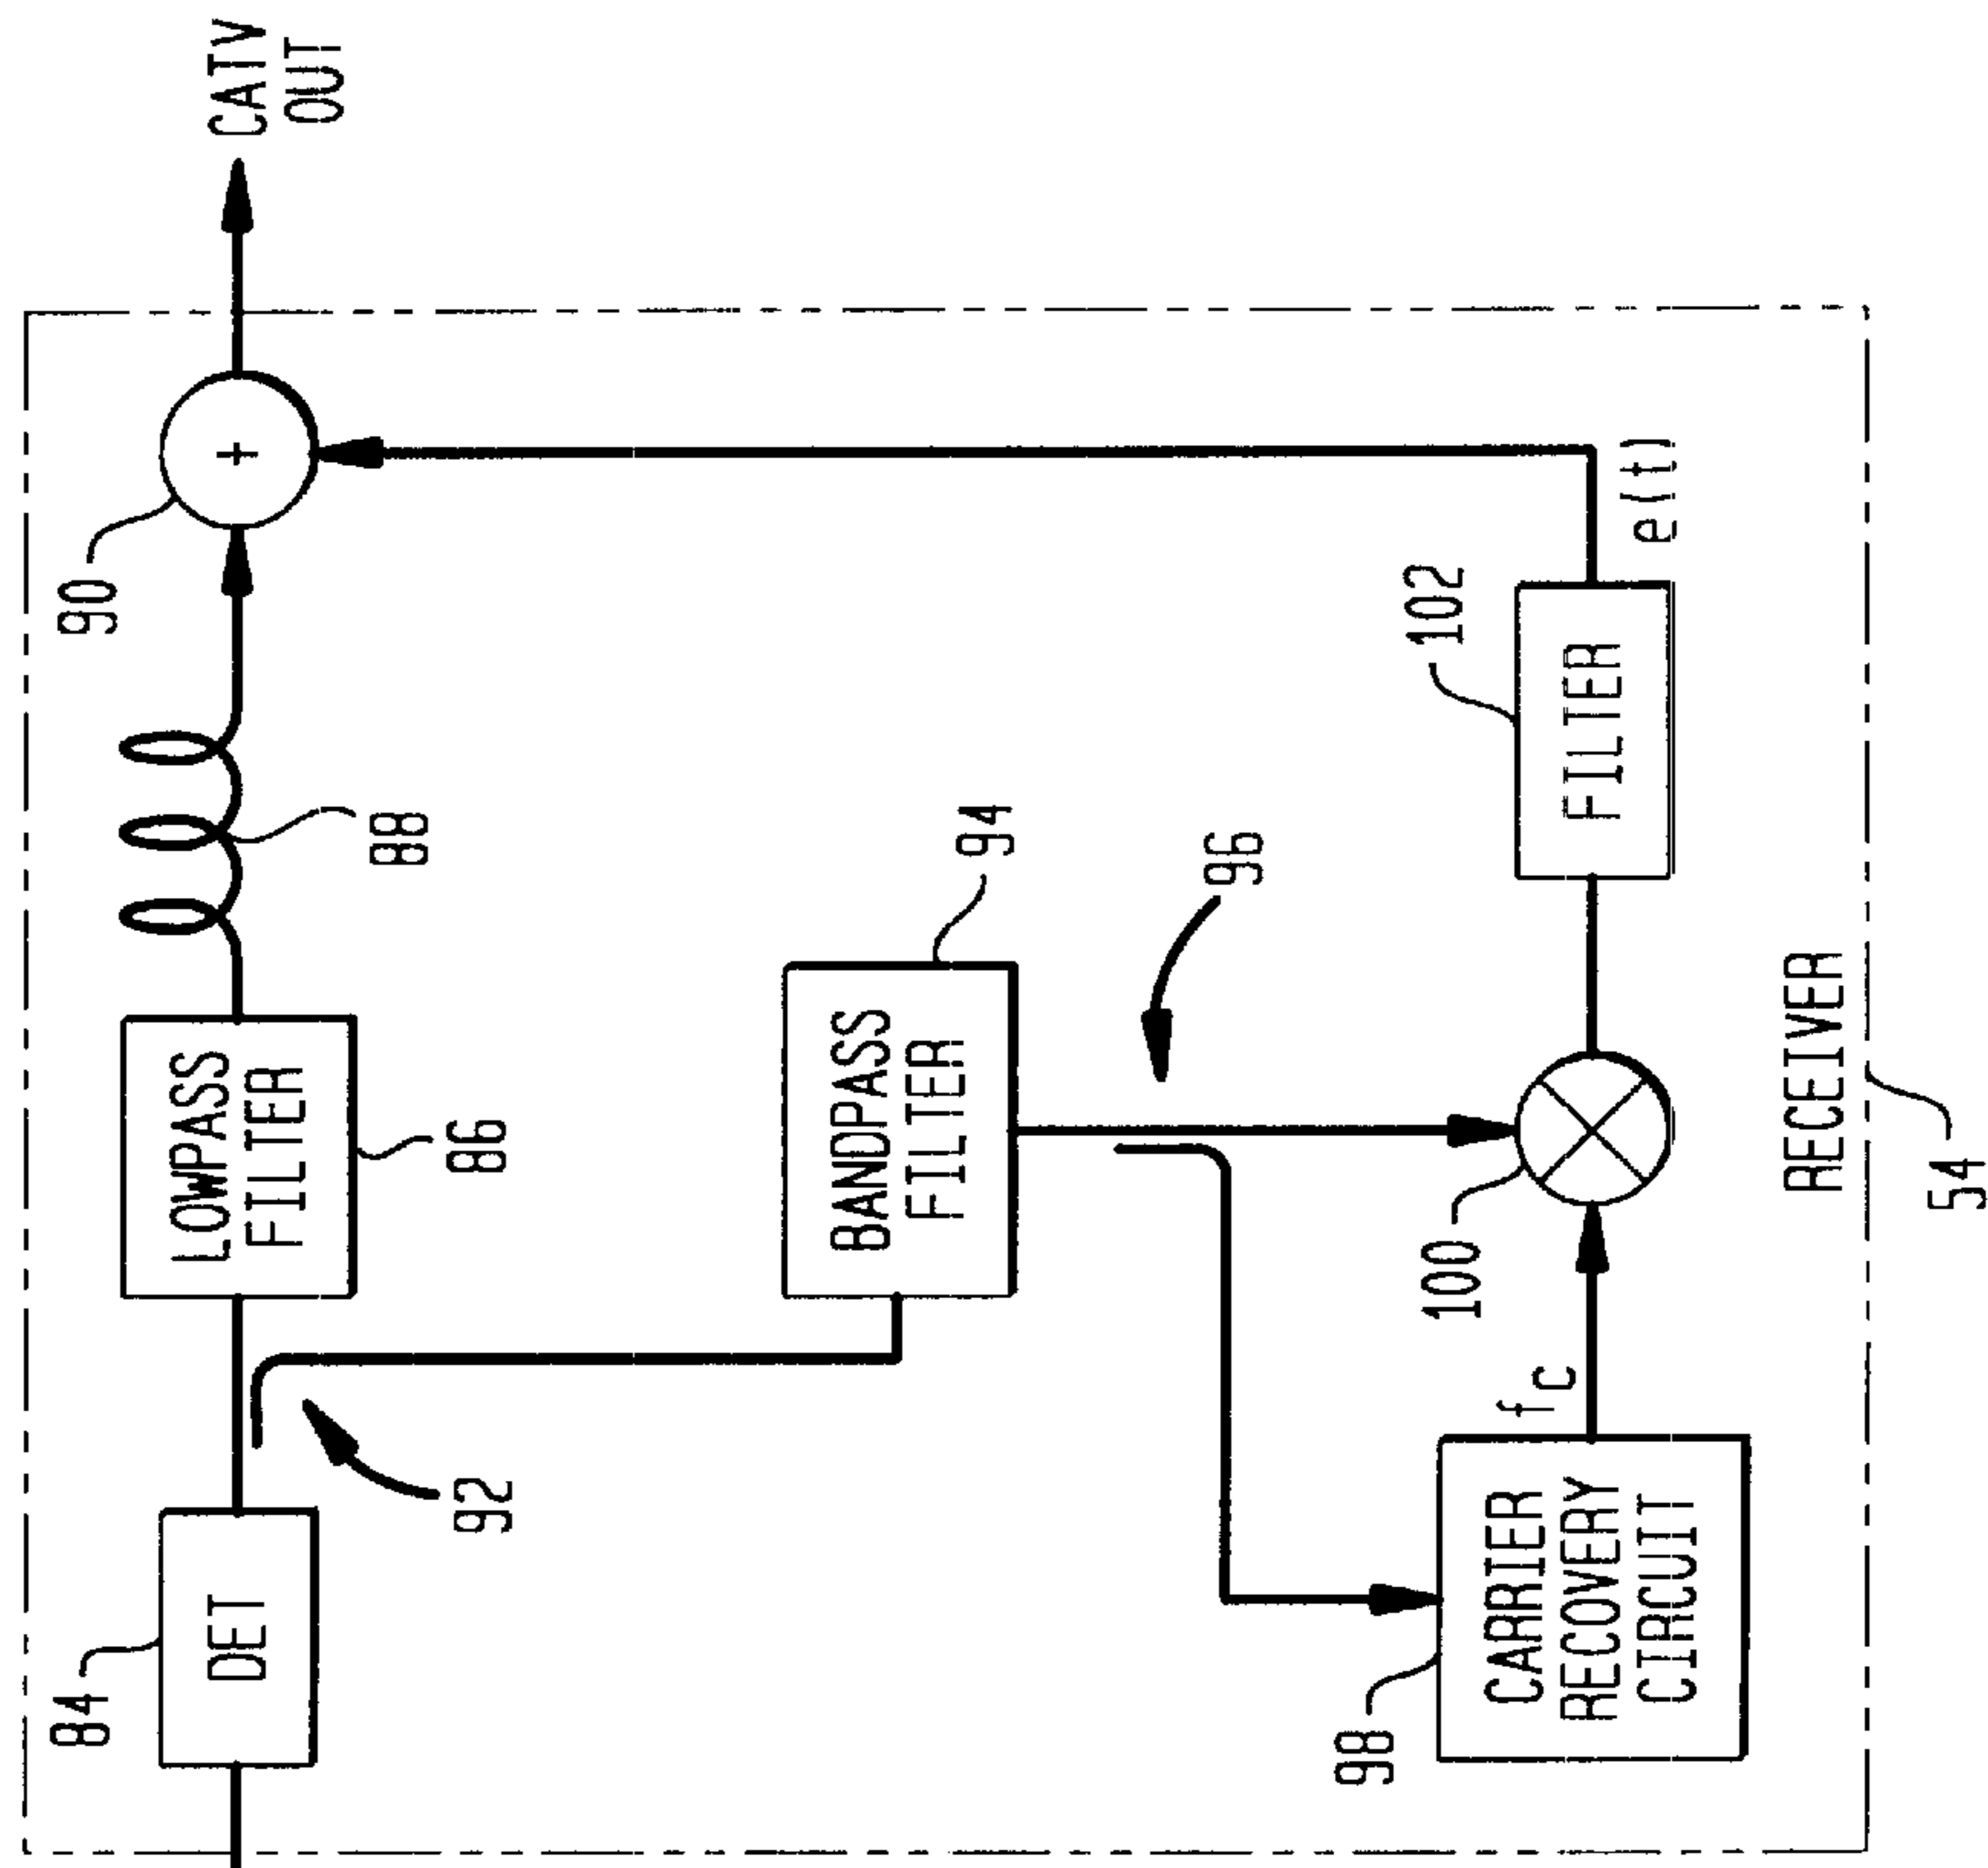 84
DET
92
LOWPASS
FILTER
86
88
90
CATV
OUT
BANDPASS
FILTER
94
96
98
CARRIER
RECOVERY
CIRCUIT
fc
100
102
FILTER
e(t)
RECEIVER
54